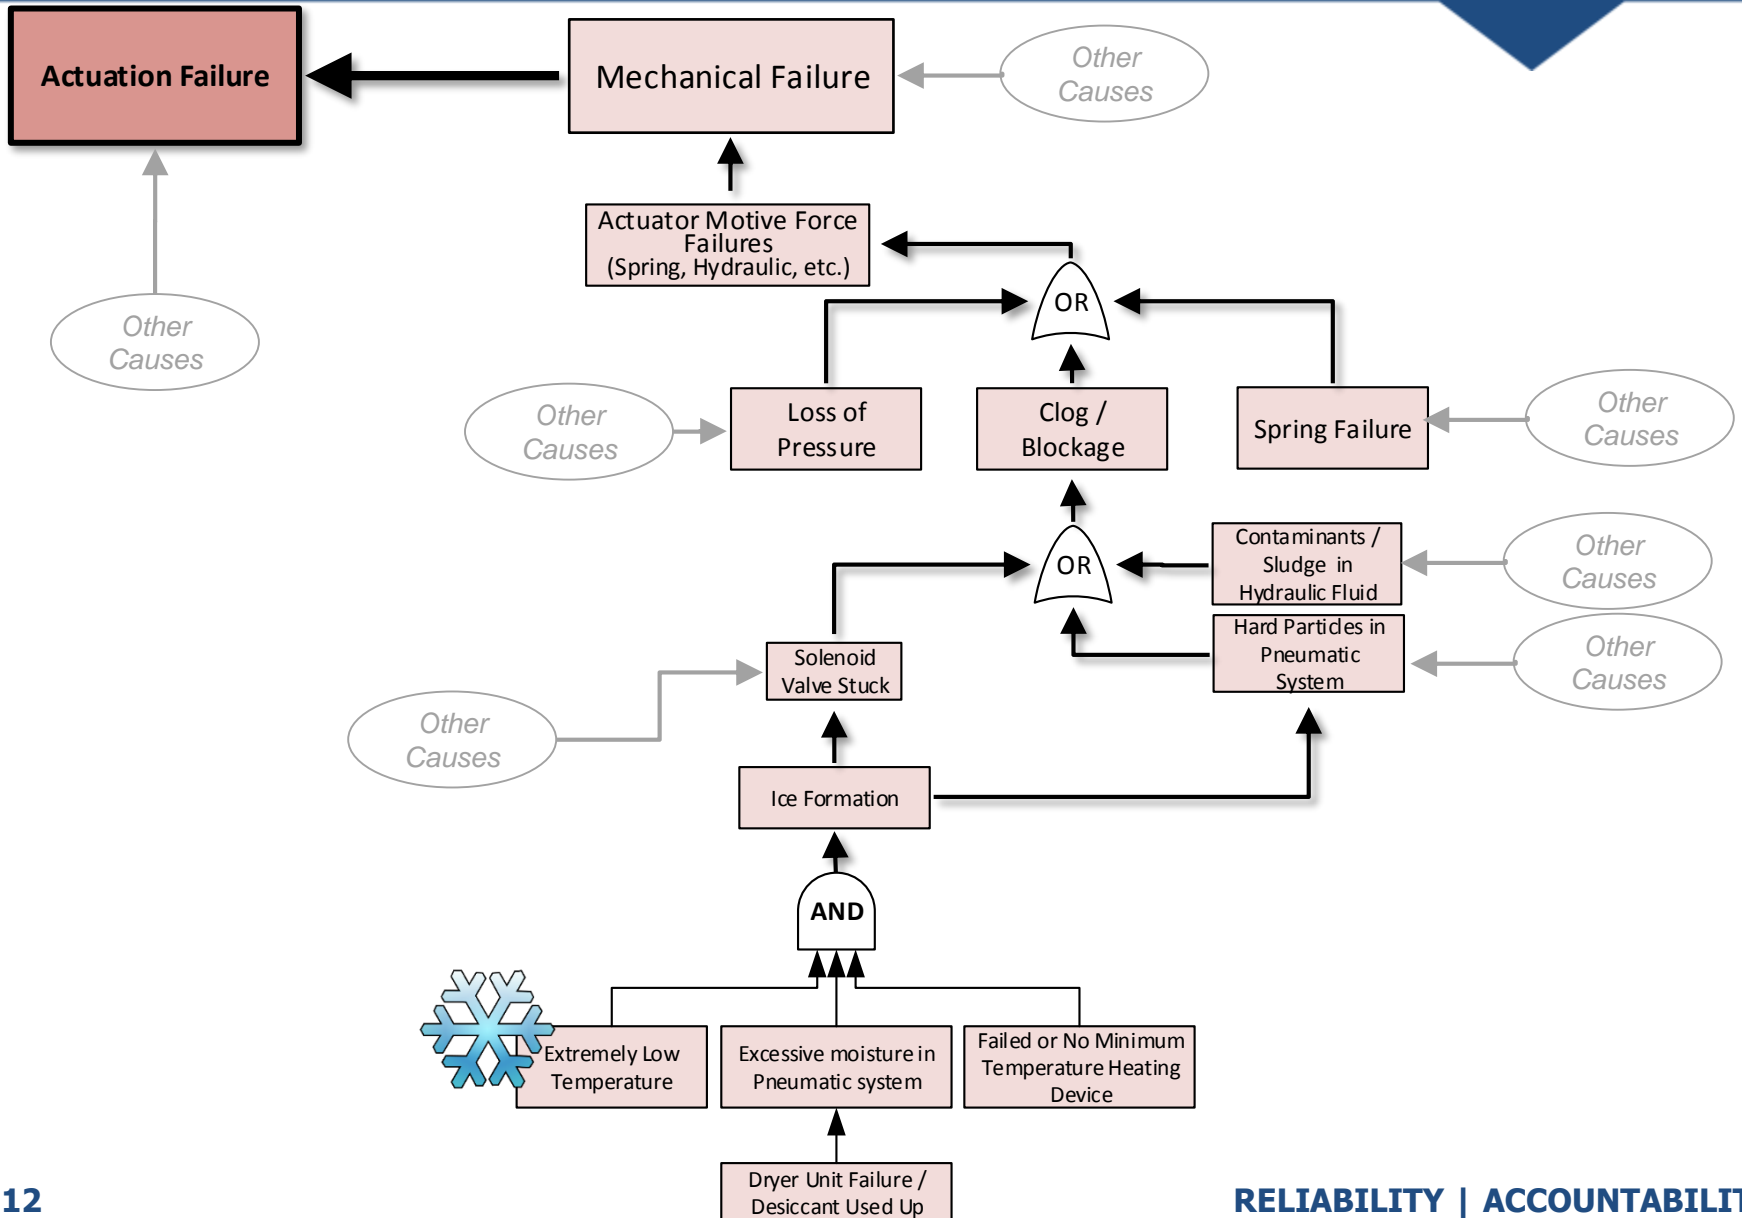 Actuation Failure
Mechanical Failure
Other
Causes
Actuator Motive Force
Failures
(Spring, Hydraulic, etc.)
OR
Other
Causes
Other
Causes
Loss of
Pressure
Clog /
Blockage
Spring Failure
Other
Causes
OR
Contaminants /
Sludge in
Hydraulic Fluid
Other
Causes
Solenoid
Valve Stuck
Hard Particles in
Pneumatic
System
Other
Causes
Other
Causes
Ice Formation
AND
Extremely Low
Temperature
Excessive moisture in
Pneumatic system
Failed or No Minimum
Temperature Heating
Device
Dryer Unit Failure /
Desiccant Used Up
12
RELIABILITY | ACCOUNTABILIT